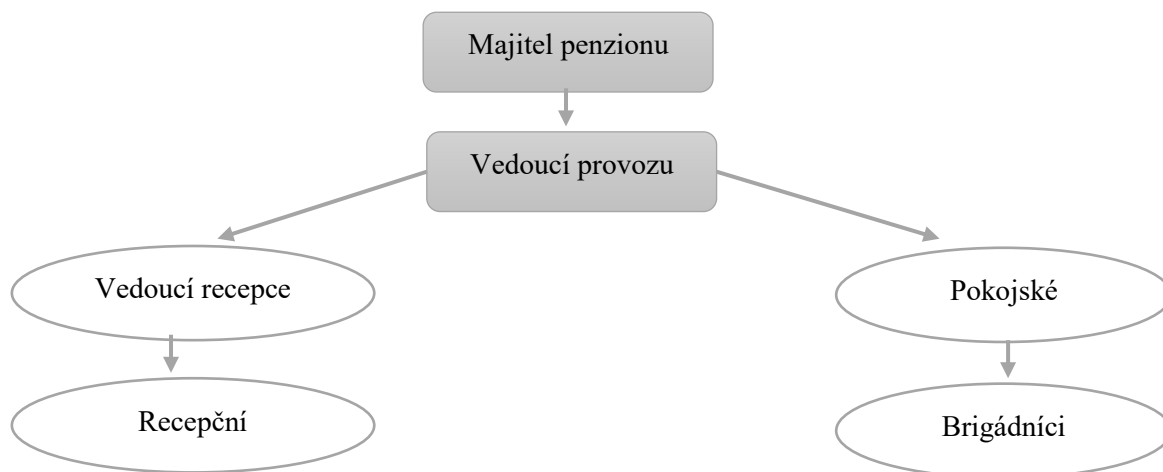 Majitel penzionu
Vedoucí provozu
Vedoucí recepce
Pokojské
Recepční
Brigádníci